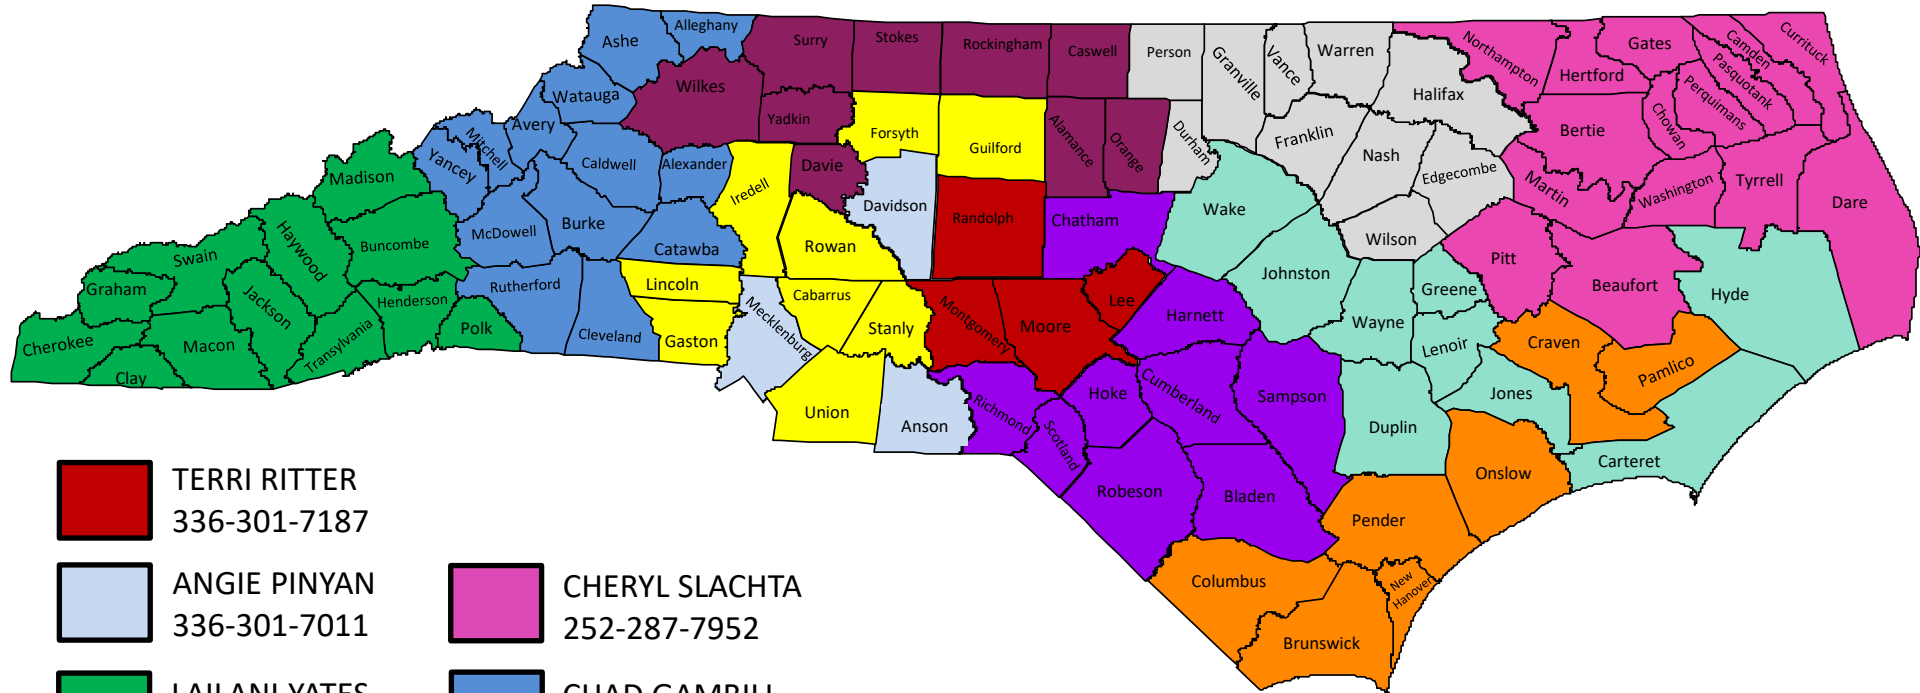 Ashe
Alleghany
Surry
Stokes
Rockingham
Caswell
Person
Granville
Vance
Warren
Northampton
Gates
Camden
Currituck
Wilkes
Watauga
Yadkin
Forsyth
Guilford
Alamance
Orange
Durham
Franklin
Halifax
Hertford
Pasquotank
Perquimans
Chowan
Bertie
Avery
Mitchell
Yancey
Caldwell
Alexander
Iredell
Davie
Davidson
Randolph
Chatham
Wake
Nash
Edgecombe
Martin
Washington
Tyrrell
Dare
Madison
Buncombe
McDowell
Burke
Catawba
Rowan
Wilson
Johnston
Pitt
Beaufort
Hyde
Haywood
Swain
Graham
Jackson
Henderson
Rutherford
Lincoln
Cabarrus
Mecklenburg
Stanly
Montgomery
Moore
Lee
Harnett
Wayne
Greene
Lenoir
Craven
Pamlico
Cherokee
Clay
Macon
Transylvania
Polk
Cleveland
Gaston
Union
Anson
Richmond
Scotland
Hoke
Cumberland
Sampson
Duplin
Jones
Onslow
Carteret
Robeson
Bladen
Pender
Columbus
Brunswick
New
Hanover
TERRI RITTER
336-301-7187
ANGIE PINYAN
336-301-7011
CHERYL SLACHTA
252-287-7952
LAILANI YATES
CHAD GAMBILL